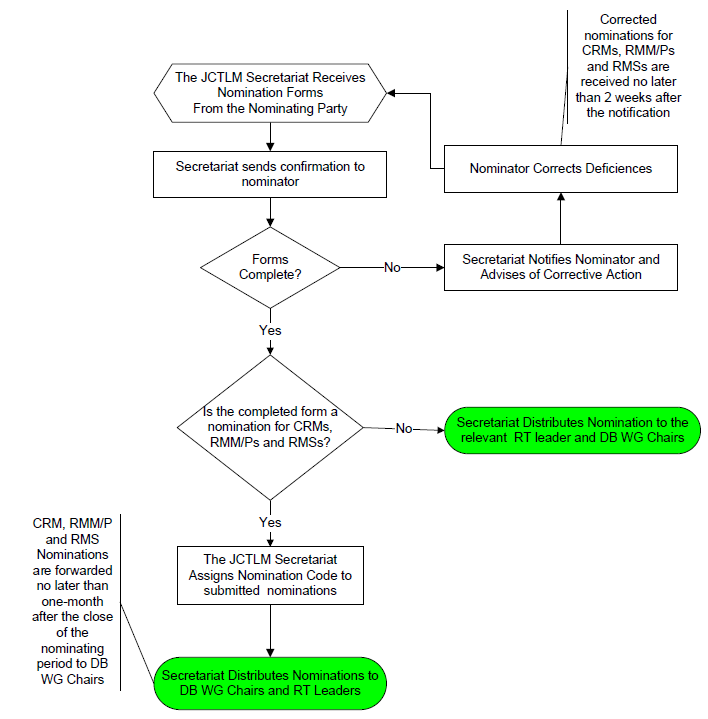 Corrected
nominations for
CRMs, RMM/Ps
and RMSs are
received no later
than 2 weeks after
the notification
The JCTLM Secretariat Receives
Nomination Forms
From the Nominating Party
Secretariat sends confirmation to
nominator
Nominator Corrects Deficiences
Forms
Complete?
No
Secretariat Notifies Nominator and
Advises of Corrective Action
Yes
Is the completed form a
nomination for CRMs,
RMM/Ps and RMSs?
No
Secretariat Distributes Nomination to the
relevant RT leader and DB WG Chairs
Yes
CRM, RMM/P
and RMS
Nominations
are forwarded
no later than
one-month
after the close
of the
nominating
period to DB
WG Chairs
The JCTLM Secretariat
Assigns Nomination Code to
submitted nominations
Secretariat Distributes Nominations to
DB WG Chairs and RT Leaders